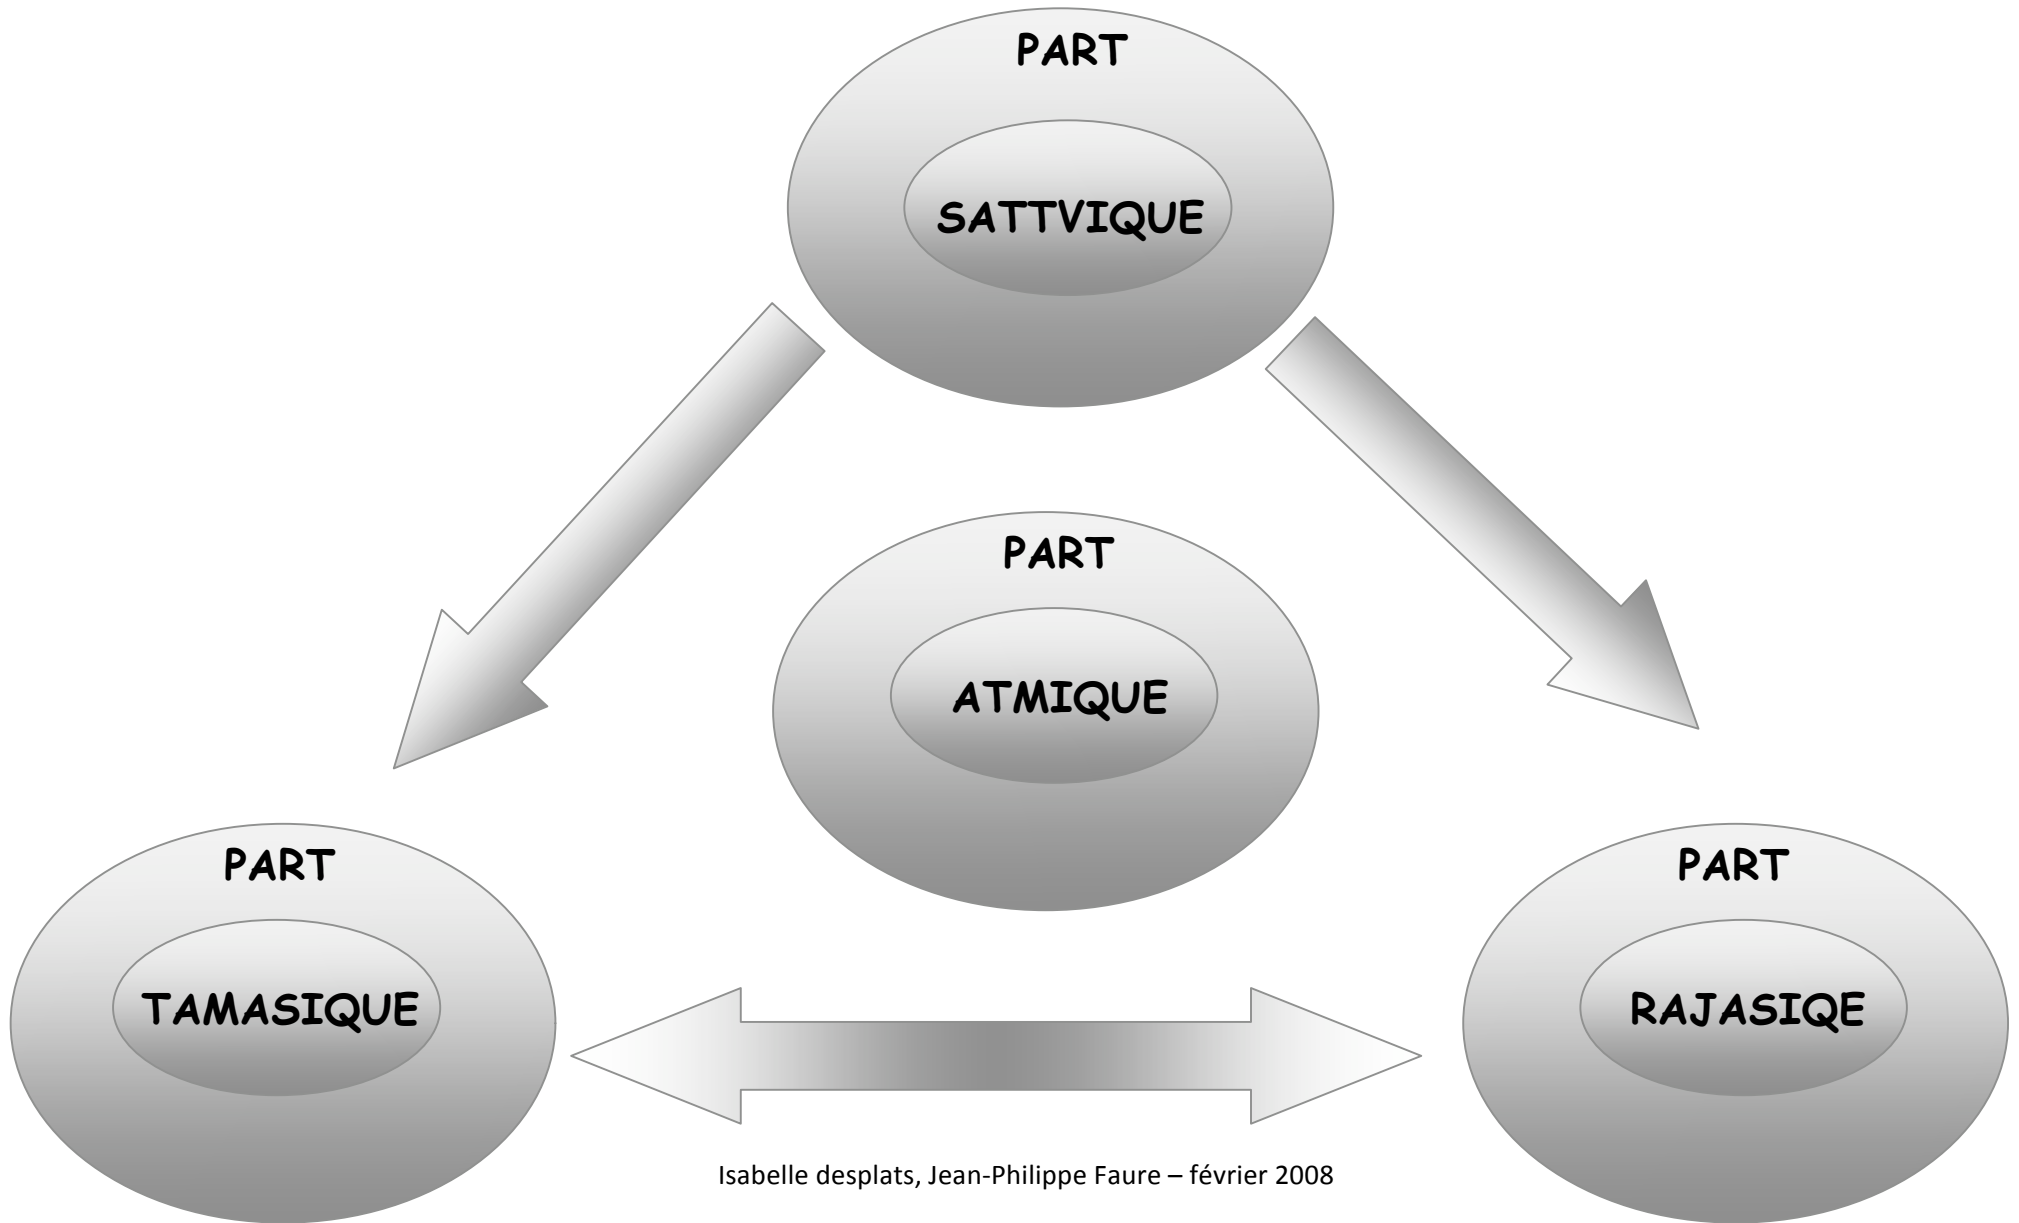 PART
SATTVIQUE
PART
ATMIQUE
PART
TAMASIQUE
PART
RAJASIQE
Isabelle desplats, Jean-Philippe Faure – février 2008